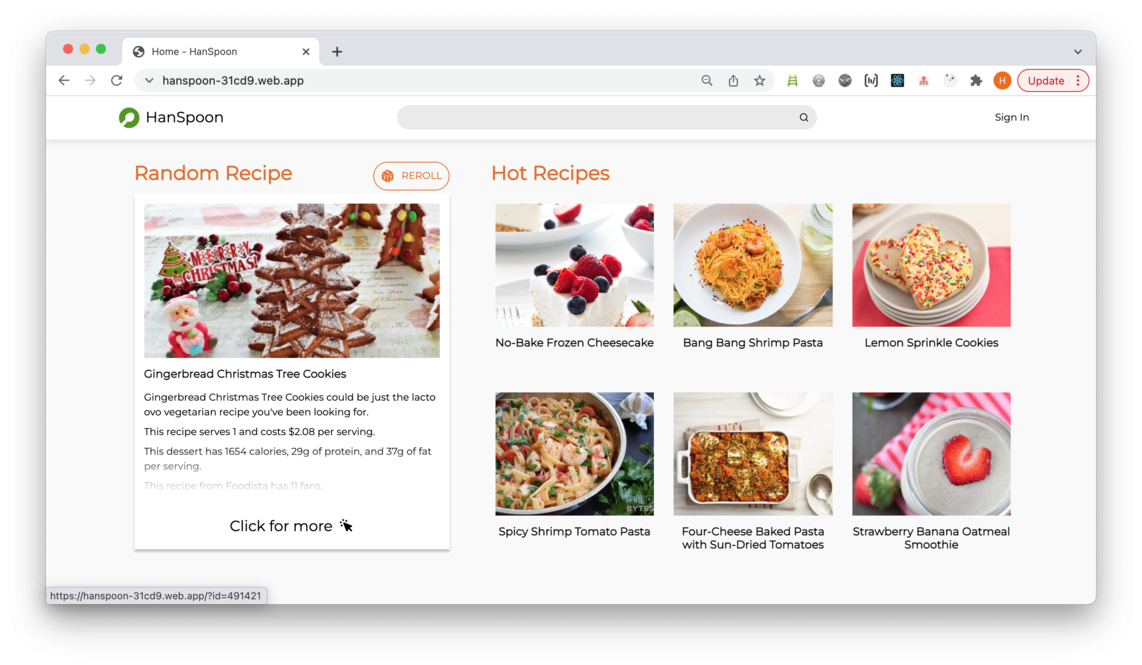 Home - HanSpoon
hanspoon-31cd9.web.app
H
Update
HanSpoon
Sign In
Random Recipe
REROLL
MERRY
CHRISTMAS!
Gingerbread Christmas Tree Cookies
Gingerbread Christmas Tree Cookies could be just the lacto
ovo vegetarian recipe you've been looking for.
This recipe serves 1 and costs $2.08 per serving.
This dessert has 1654 calories, 29g of protein, and 37g of fat
per serving.
This recipe from Foodista has 11 fans.
Click for more
Hot Recipes
No-Bake Frozen Cheesecake
Bang Bang Shrimp Pasta
Lemon Sprinkle Cookies
BYTES
Spicy Shrimp Tomato Pasta
Four-Cheese Baked Pasta
with Sun-Dried Tomatoes
Strawberry Banana Oatmeal
Smoothie
https://hanspoon-31cd9.web.app/?id=491421